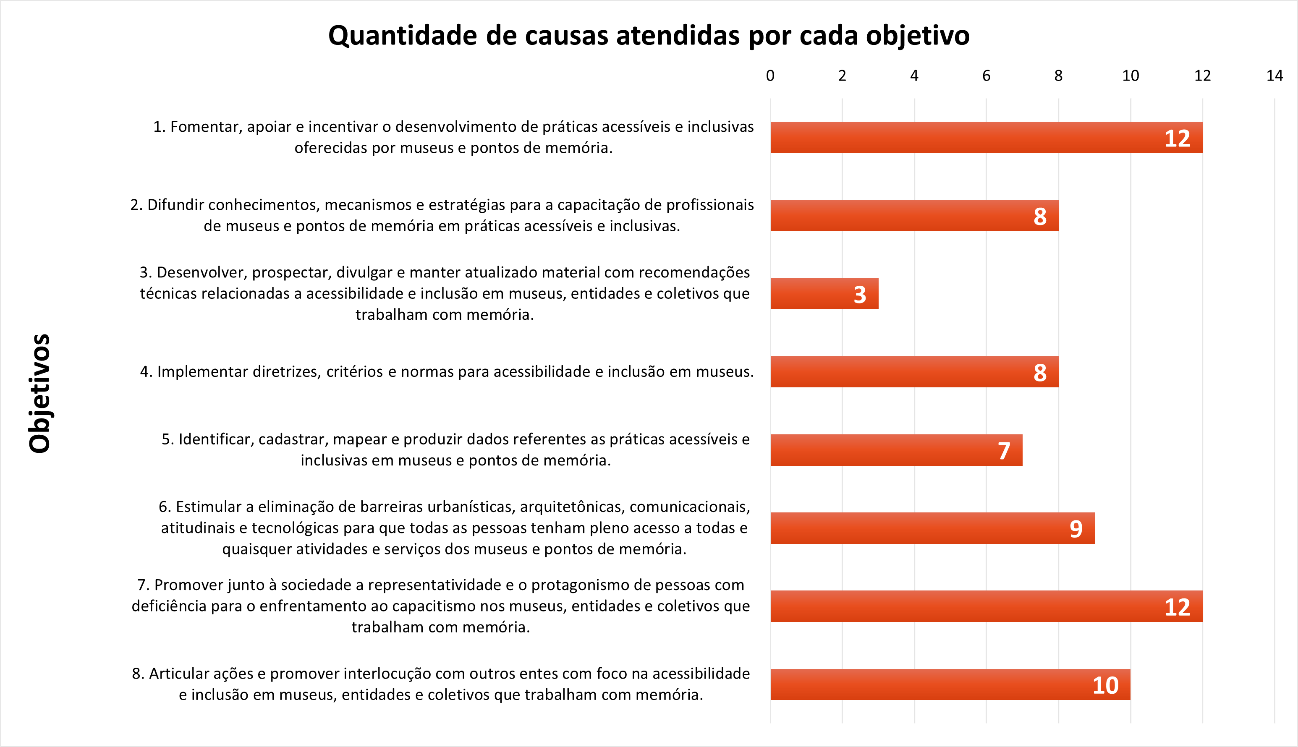 Quantidade de causas atendidas por cada objetivo
0 2 4 6 8 10 12 14
Objetivos
1. Fomentar, apoiar e incentivar o desenvolvimento de práticas acessíveis e inclusivas
oferecidas por museus e pontos de memória.
12
2. Difundir conhecimentos, mecanismos e estratégias para a capacitação de profissionais
de museus e pontos de memória em práticas acessíveis e inclusivas.
8
3. Desenvolver, prospectar, divulgar e manter atualizado material com recomendações
técnicas relacionadas a acessibilidade e inclusão em museus, entidades e coletivos que
trabalham com memória.
3
4. Implementar diretrizes, critérios e normas para acessibilidade e inclusão em museus.
8
5. Identificar, cadastrar, mapear e produzir dados referentes as práticas acessíveis e
inclusivas em museus e pontos de memória.
7
6. Estimular a eliminação de barreiras urbanísticas, arquitetônicas, comunicacionais,
atitudinais e tecnológicas para que todas as pessoas tenham pleno acesso a todas e
quaisquer atividades e serviços dos museus e pontos de memória.
9
7. Promover junto à sociedade a representatividade e o protagonismo de pessoas com
deficiência para o enfrentamento ao capacitismo nos museus, entidades e coletivos que
trabalham com memória.
12
8. Articular ações e promover interlocução com outros entes com foco na acessibilidade
e inclusão em museus, entidades e coletivos que trabalham com memória.
10